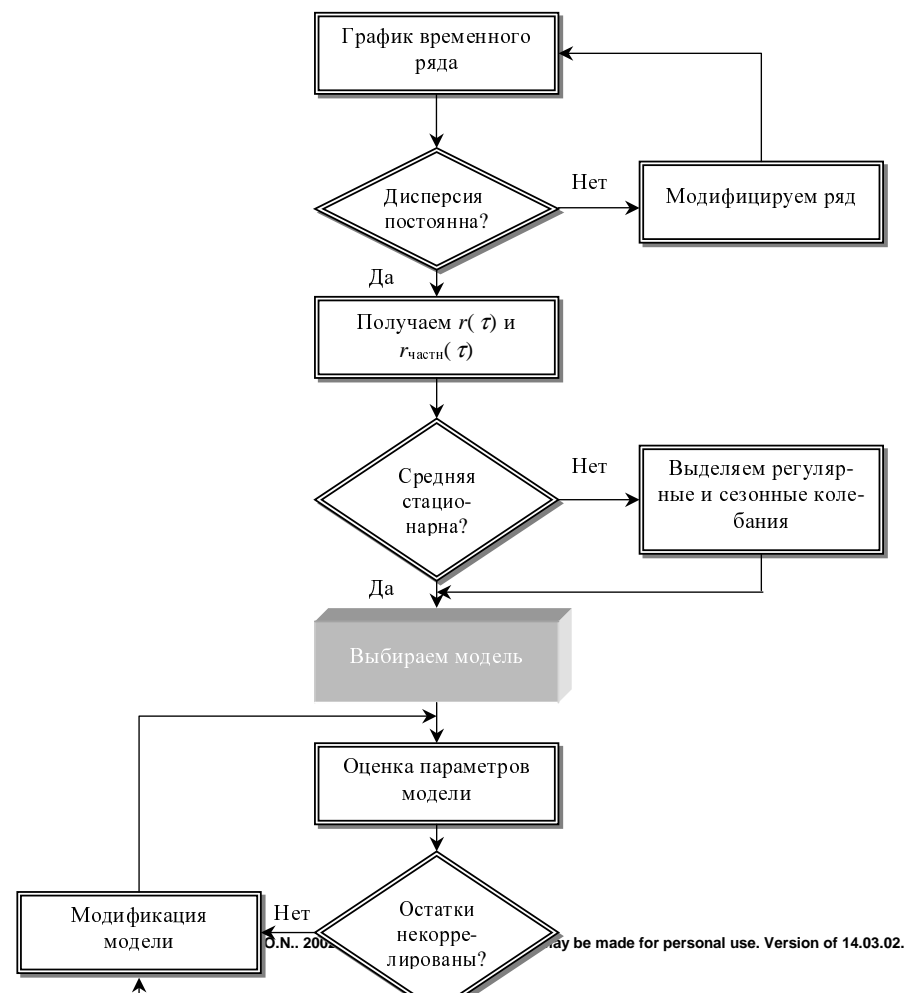 График временного
ряда
Нет
Дисперсия
постоянна?
Модифицируем ряд
Да
Получаем r( τ) и
rчастн( τ)
Нет
Средняя
стацио-
нарна?
Выделяем регуляр-
ные и сезонные коле-
бания
Да
Выбираем модель
Оценка параметров
модели
Модификация
модели
Нет
Остатки
некорре-
лированы?
O.N.. 2002 ay be made for personal use. Version of 14.03.02.